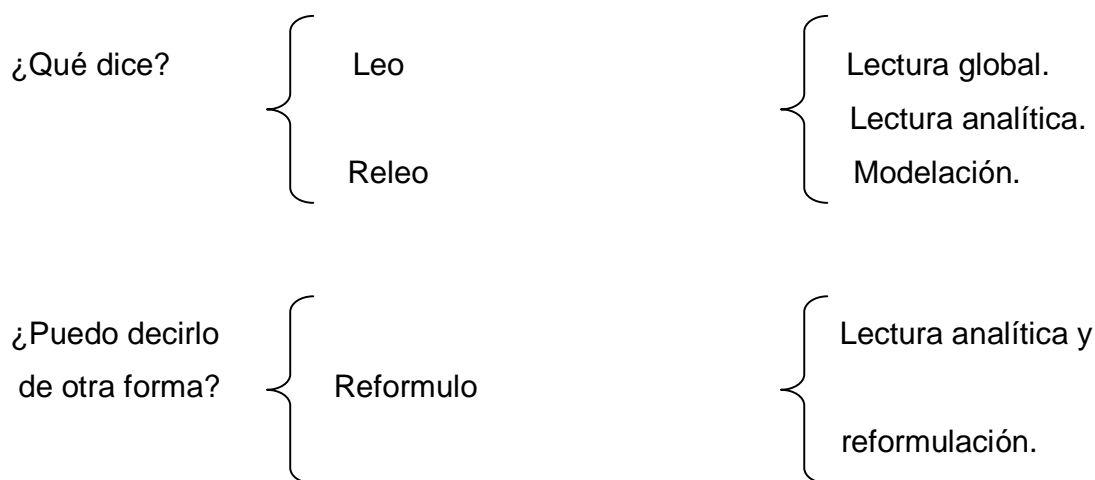 ¿Qué dice? Leo Lectura global.
Lectura analítica.
Releo Modelación.
¿Puedo decirlo Lectura analítica y
de otra forma? Reformulo
reformulación.